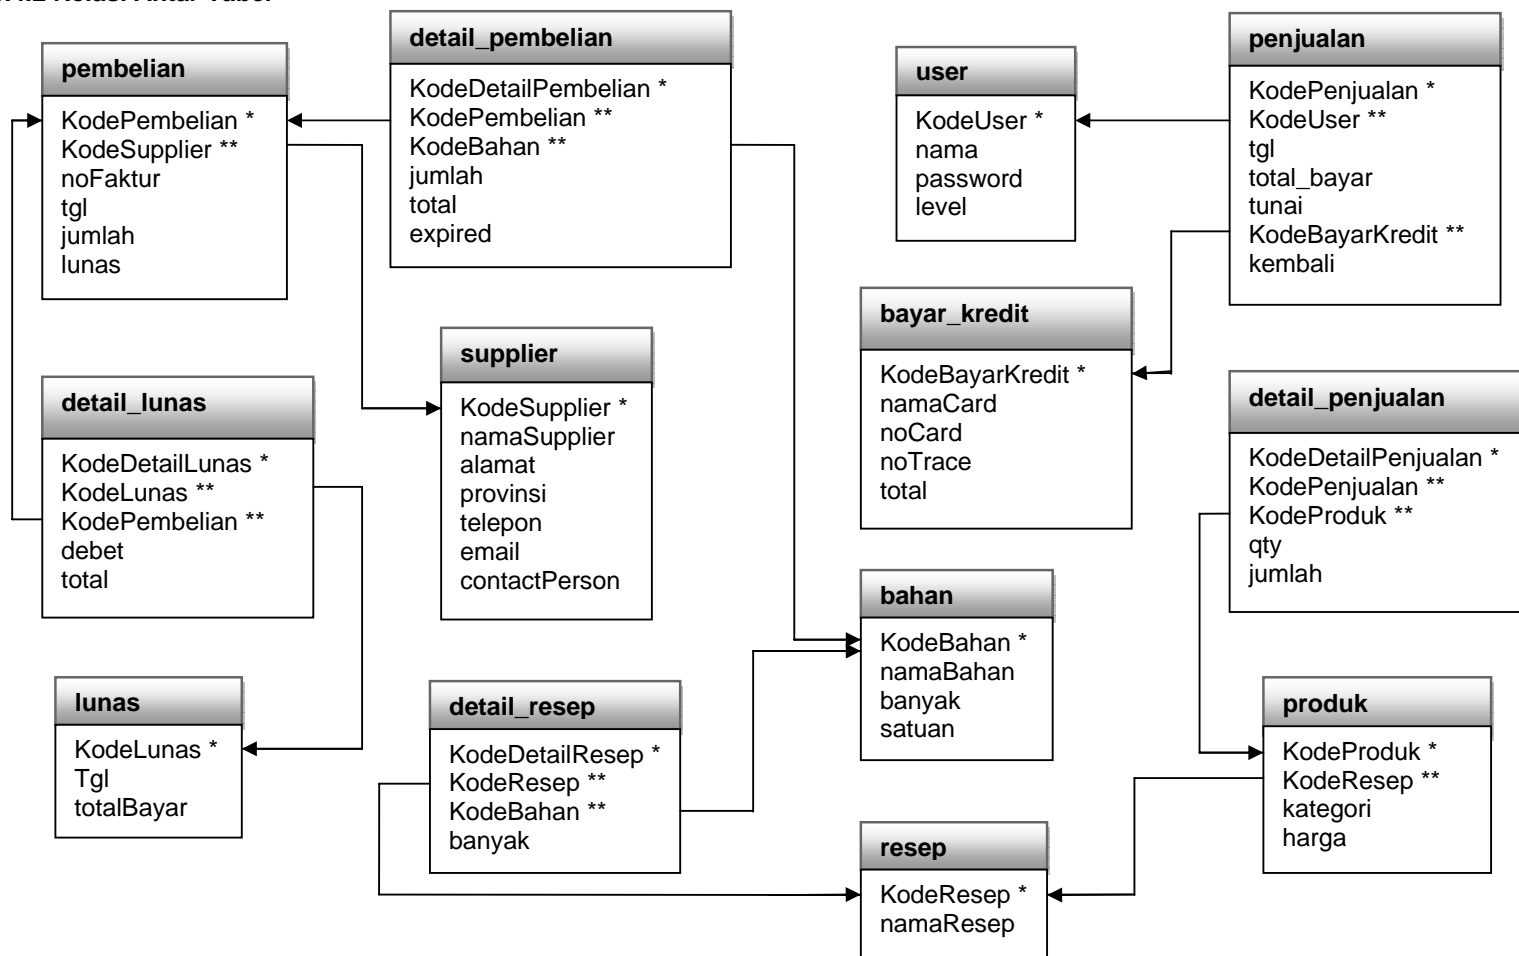 pembelian
KodePembelian *
KodeSupplier **
noFaktur
tgl
jumlah
lunas
detail_pembelian
KodeDetailPembelian *
KodePembelian **
KodeBahan **
jumlah
total
expired
user
KodeUser *
nama
password
level
penjualan
KodePenjualan *
KodeUser **
tgl
total_bayar
tunai
KodeBayarKredit **
kembali
supplier
KodeSupplier *
namaSupplier
alamat
provinsi
telepon
email
contactPerson
bayar_kredit
KodeBayarKredit *
namaCard
noCard
noTrace
total
detail_lunas
KodeDetailLunas *
KodeLunas **
KodePembelian **
debet
total
detail_penjualan
KodeDetailPenjualan *
KodePenjualan **
KodeProduk **
qty
jumlah
bahan
KodeBahan *
namaBahan
banyak
satuan
lunas
KodeLunas *
Tgl
totalBayar
detail_resep
KodeDetailResep *
KodeResep **
KodeBahan **
banyak
produk
KodeProduk *
KodeResep **
kategori
harga
resep
KodeResep *
namaResep